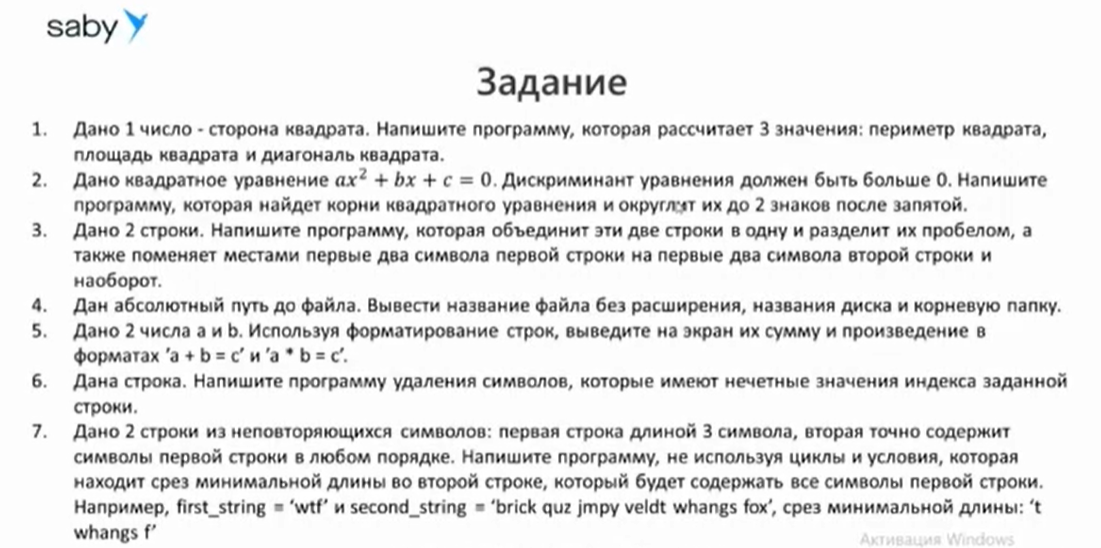 saby
Задание
1. Дано 1 число - сторона квадрата. Напишите программу, которая рассчитает 3 значения: периметр квадрата,
площадь квадрата и диагональ квадрата.
2. Дано квадратное уравнение ax² + bx + c = 0. Дискриминант уравнения должен быть больше 0. Напишите
программу, которая найдет корни квадратного уравнения и округлит их до 2 знаков после запятой.
3. Дано 2 строки. Напишите программу, которая объединит эти две строки в одну и разделит их пробелом, а
также поменяет местами первые два символа первой строки на первые два символа второй строки и
наоборот.
4. Дан абсолютный путь до файла. Вывести название файла без расширения, названия диска и корневую папку.
5. Дано 2 числа a и b. Используя форматирование строк, выведите на экран их сумму и произведение в
форматах 'a + b = c' и 'a * b = c'.
6. Дана строка. Напишите программу удаления символов, которые имеют нечетные значения индекса заданной
строки.
7. Дано 2 строки из неповторяющихся символов: первая строка длиной 3 символа, вторая точно содержит
символы первой строки в любом порядке. Напишите программу, не используя циклы и условия, которая
находит срез минимальной длины во второй строке, который будет содержать все символы первой строки.
Например, first_string = ‘wtf’ и second_string = ‘brick quz jmpy veldt whangs fox’, срез минимальной длины: ‘t
whangs f’
Активация Windows